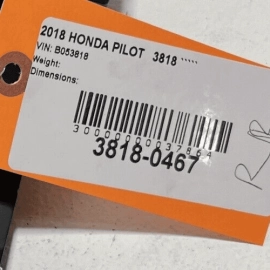 2018 HONDA PILOT 3818 *****
VIN: B053818
Weight:
Dimensions:
3818-0467